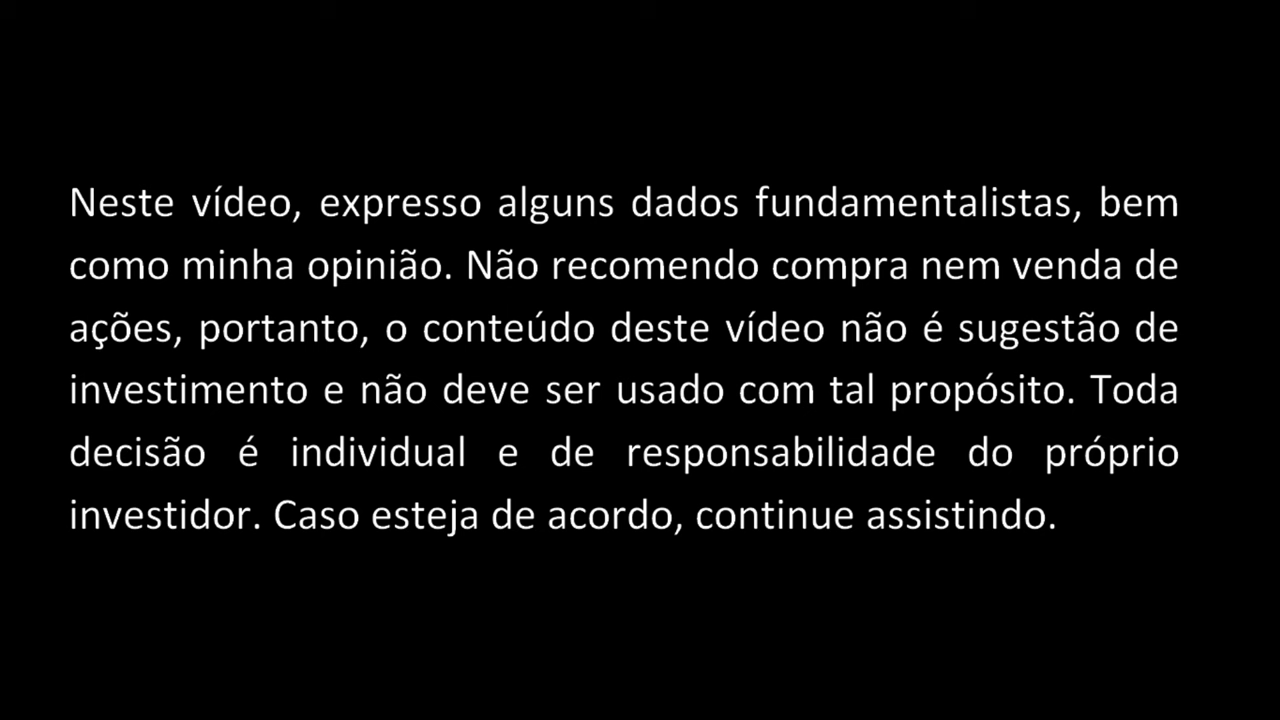 Neste vídeo, expresso alguns dados fundamentalistas, bem
como minha opinião. Não recomendo compra nem venda de
ações, portanto, o conteúdo deste vídeo não é sugestão de
investimento e não deve ser usado com tal propósito. Toda
decisão é individual e de responsabilidade do próprio
investidor. Caso esteja de acordo, continue assistindo.